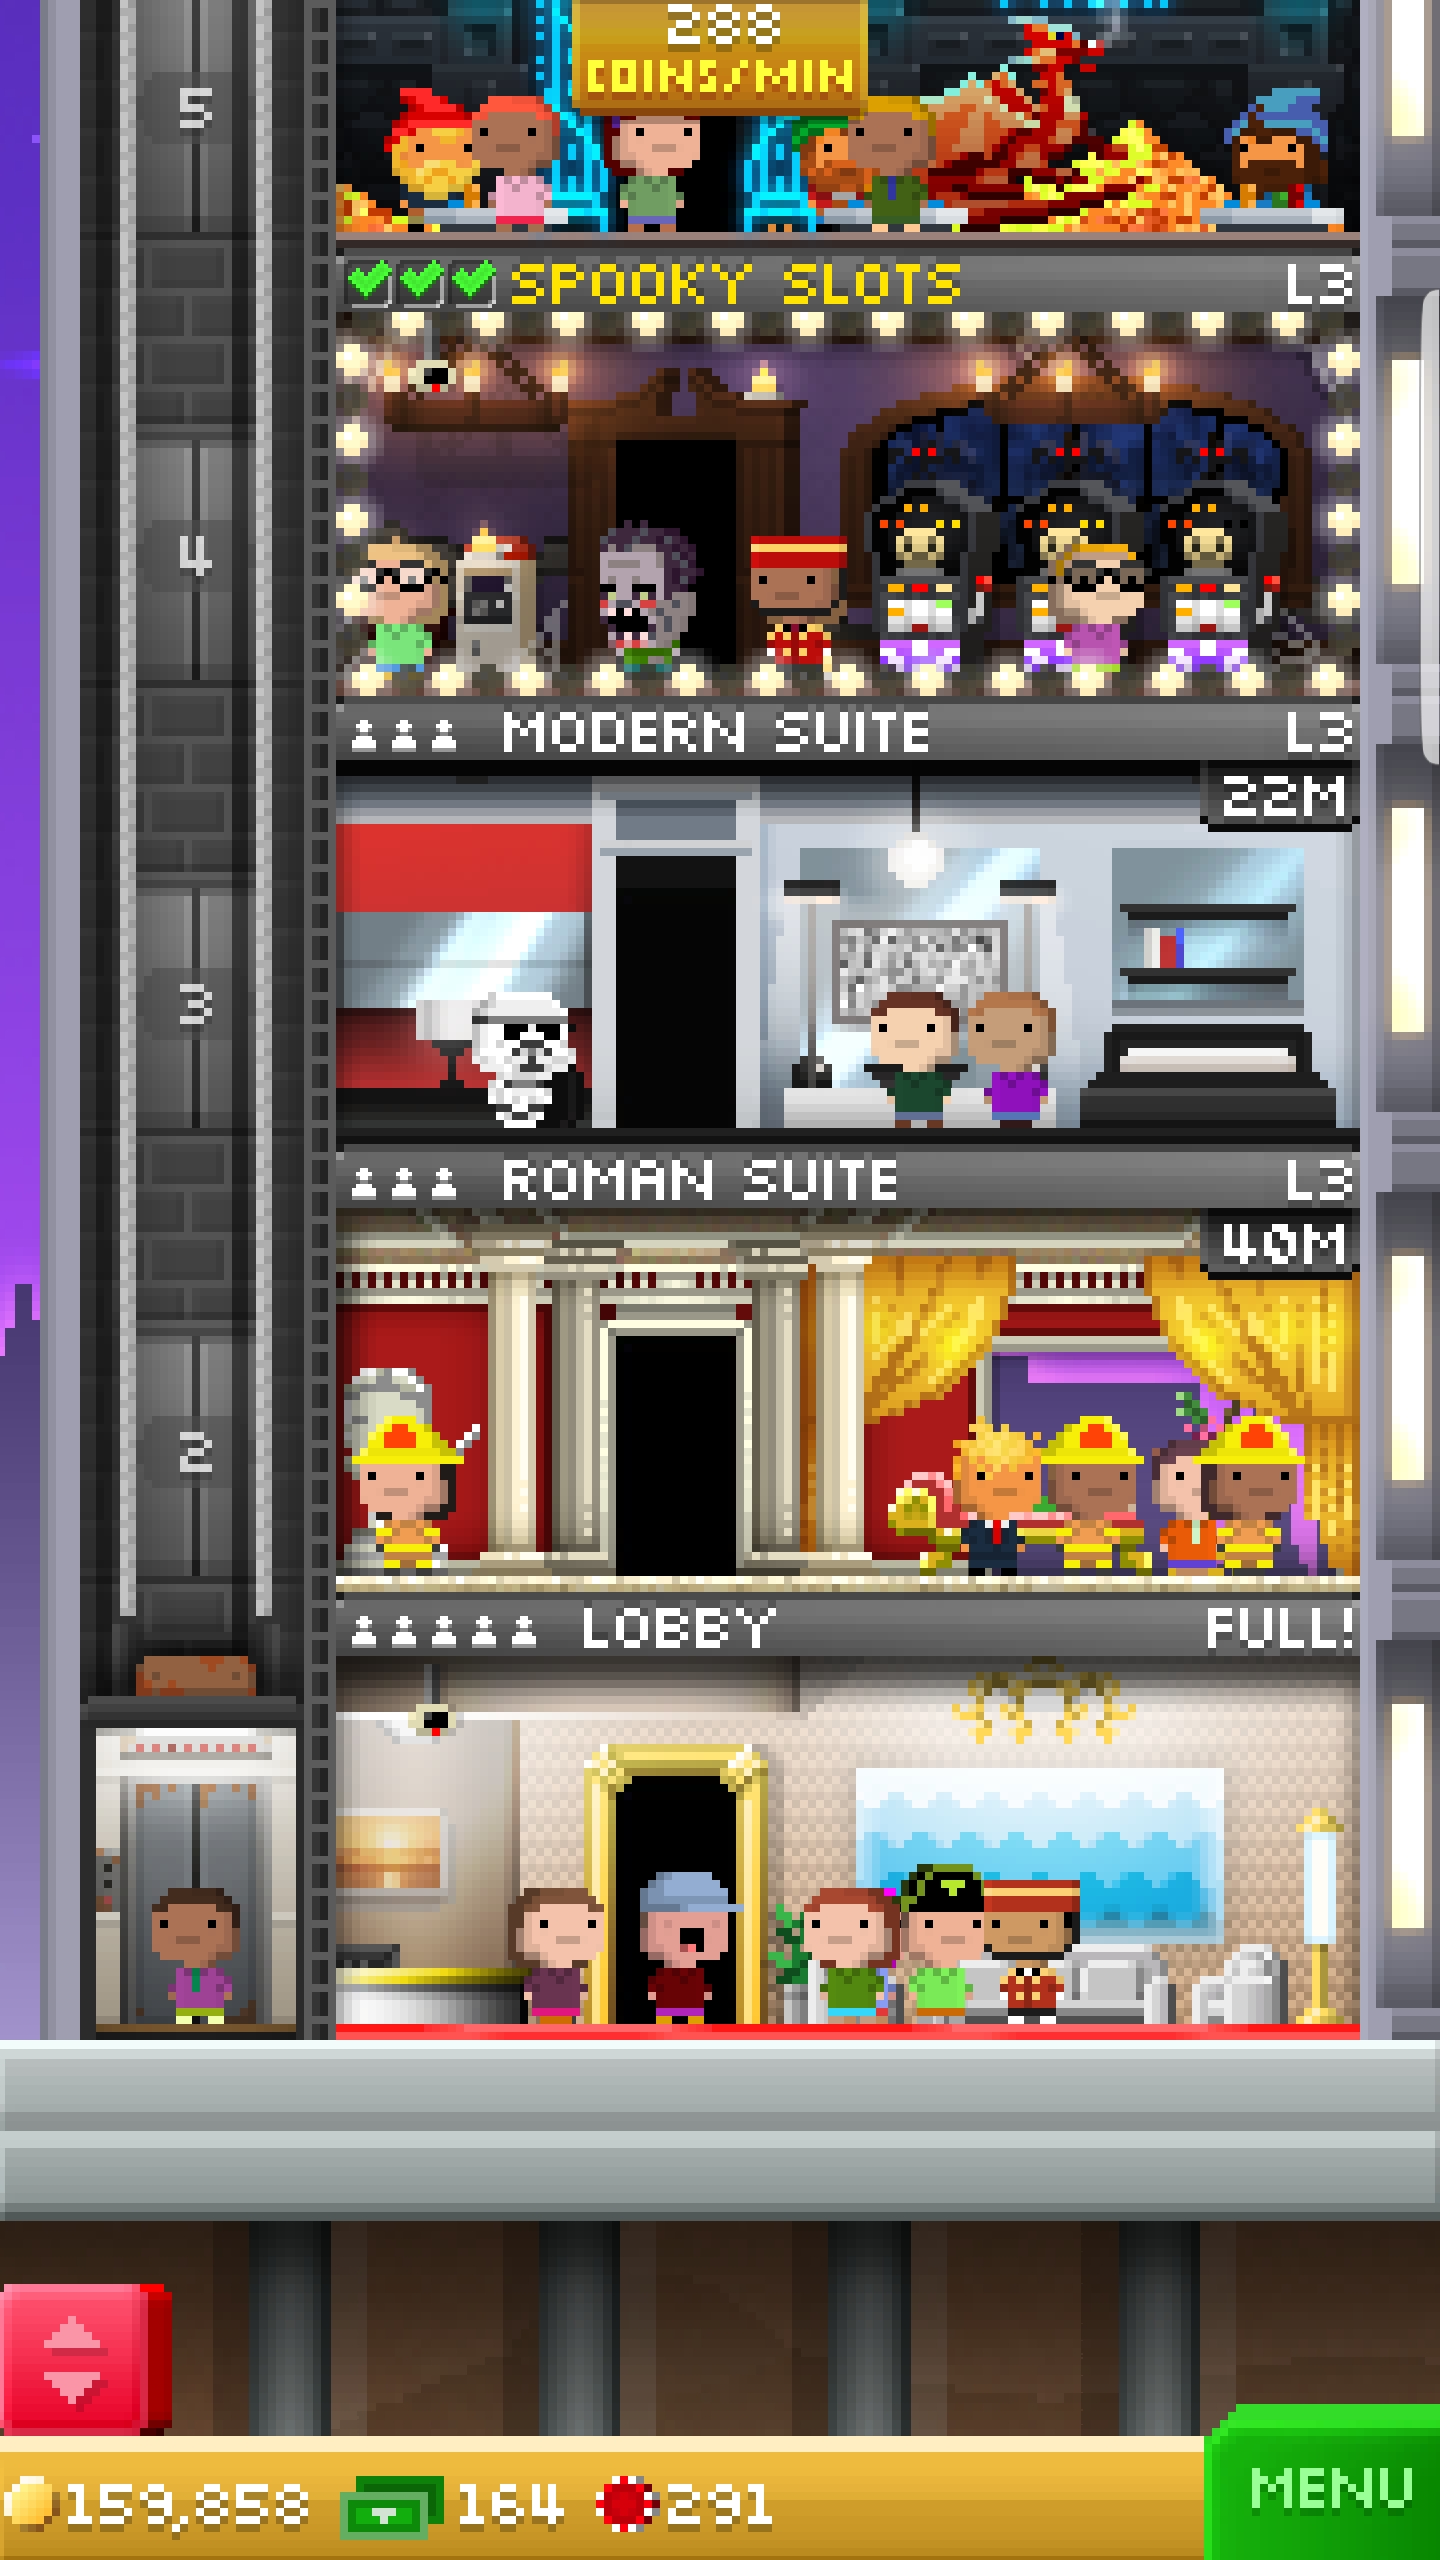 288
COINS/MIN
5
SPOOKY SLOTS L3
4
MODERN SUITE L3
22M
3
ROMAN SUITE L3
40M
2
LOBBY FULL!
159,858 164 291
MENU